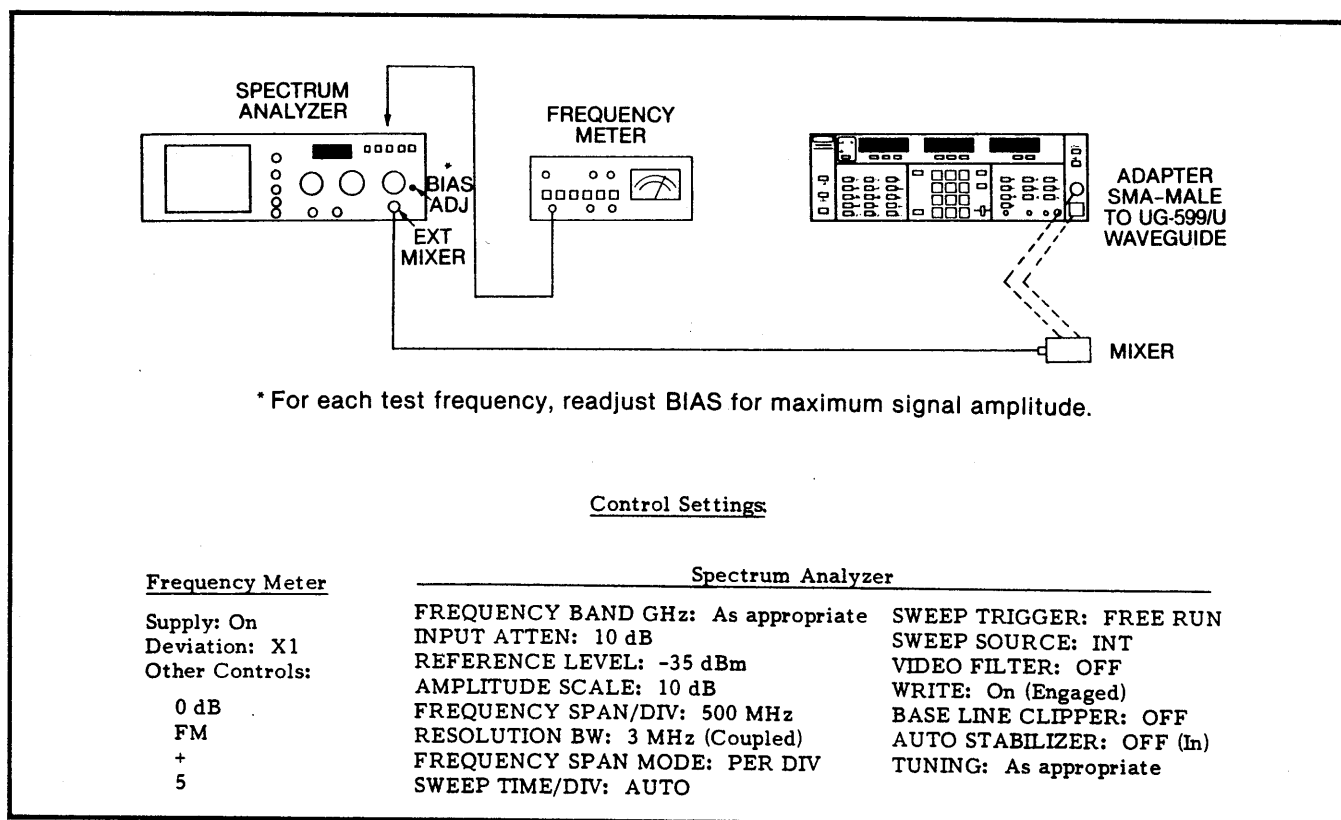 SPECTRUM
ANALYZER
FREQUENCY
METER
*
BIAS
ADJ
EXT
MIXER
ADAPTER
SMA-MALE
TO UG-599/U
WAVEGUIDE
MIXER
* For each test frequency, readjust BIAS for maximum signal amplitude.
Control Settings:
Frequency Meter
Supply: On
Deviation: X1
Other Controls:
0 dB
FM
+
5
Spectrum Analyzer
FREQUENCY BAND GHz: As appropriate
INPUT ATTEN: 10 dB
REFERENCE LEVEL: -35 dBm
AMPLITUDE SCALE: 10 dB
FREQUENCY SPAN/DIV: 500 MHz
RESOLUTION BW: 3 MHz (Coupled)
FREQUENCY SPAN MODE: PER DIV
SWEEP TIME/DIV: AUTO
SWEEP TRIGGER: FREE RUN
SWEEP SOURCE: INT
VIDEO FILTER: OFF
WRITE: On (Engaged)
BASE LINE CLIPPER: OFF
AUTO STABILIZER: OFF (In)
TUNING: As appropriate